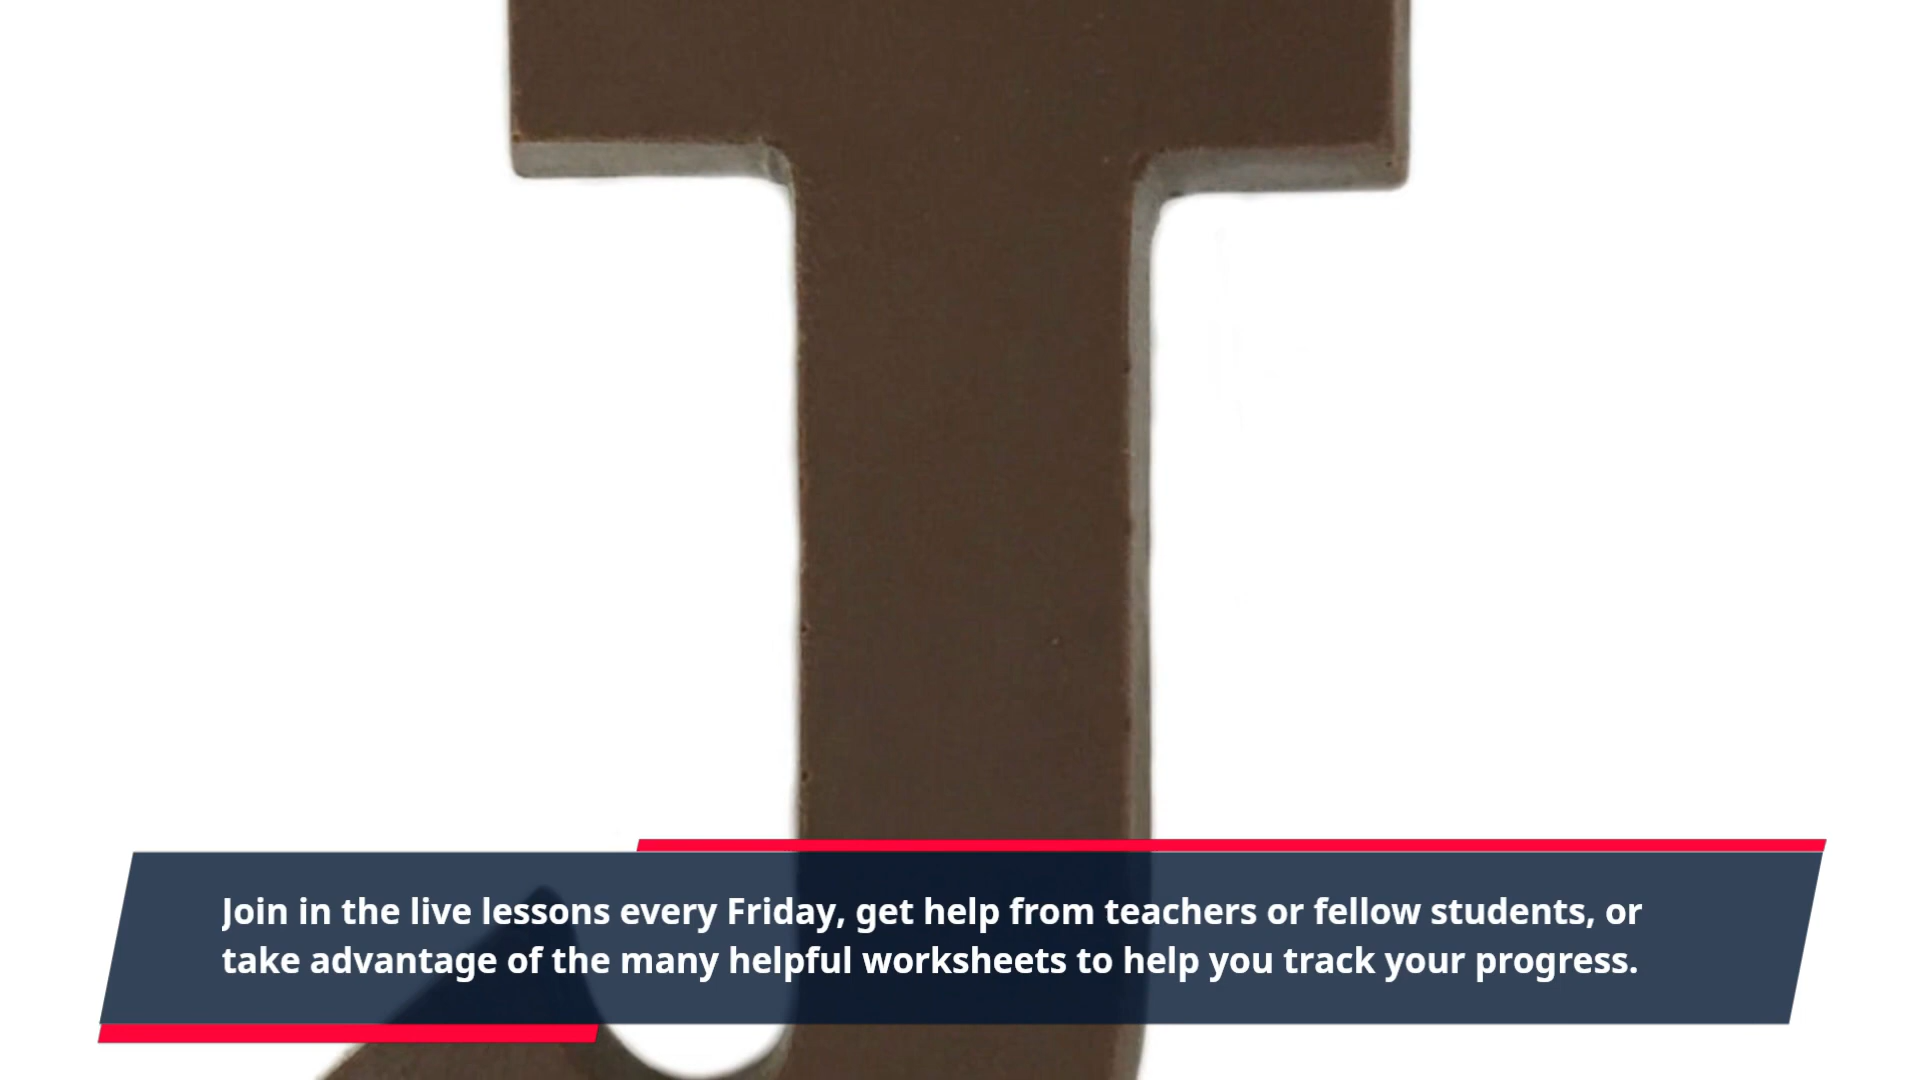 J
Join in the live lessons every Friday, get help from teachers or fellow students, or
take advantage of the many helpful worksheets to help you track your progress.